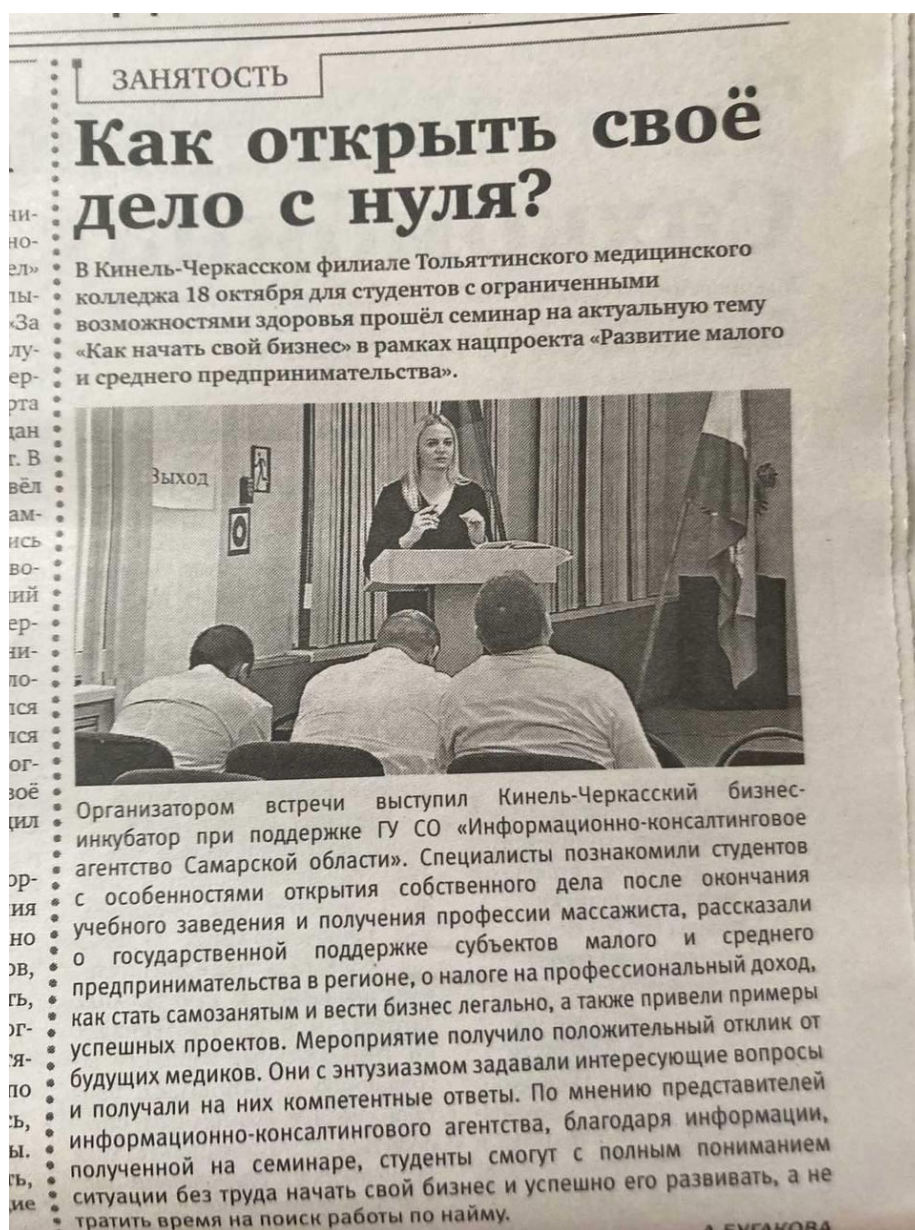 ЗАНЯТОСТЬ
Как открыть своё
дело с нуля?
В Кинель-Черкасском филиале Тольяттинского медицинского
колледжа 18 октября для студентов с ограниченными
возможностями здоровья прошёл семинар на актуальную тему
«Как начать свой бизнес» в рамках нацпроекта «Развитие малого
и среднего предпринимательства».
Выход
Организатором встречи выступил Кинель-Черкасский бизнес-
инкубатор при поддержке ГУ СО «Информационно-консалтинговое
агентство Самарской области». Специалисты познакомили студентов
с особенностями открытия собственного дела после окончания
учебного заведения и получения профессии массажиста, рассказали
о государственной поддержке субъектов малого и среднего
предпринимательства в регионе, о налоге на профессиональный доход,
как стать самозанятым и вести бизнес легально, а также привели примеры
успешных проектов. Мероприятие получило положительный отклик от
будущих медиков. Они с энтузиазмом задавали интересующие вопросы
и получали на них компетентные ответы. По мнению представителей
информационно-консалтингового агентства, благодаря информации,
полученной на семинаре, студенты смогут с полным пониманием
ситуации без труда начать свой бизнес и успешно его развивать, а не
тратить время на поиск работы по найму.
А.БУГАКОВА